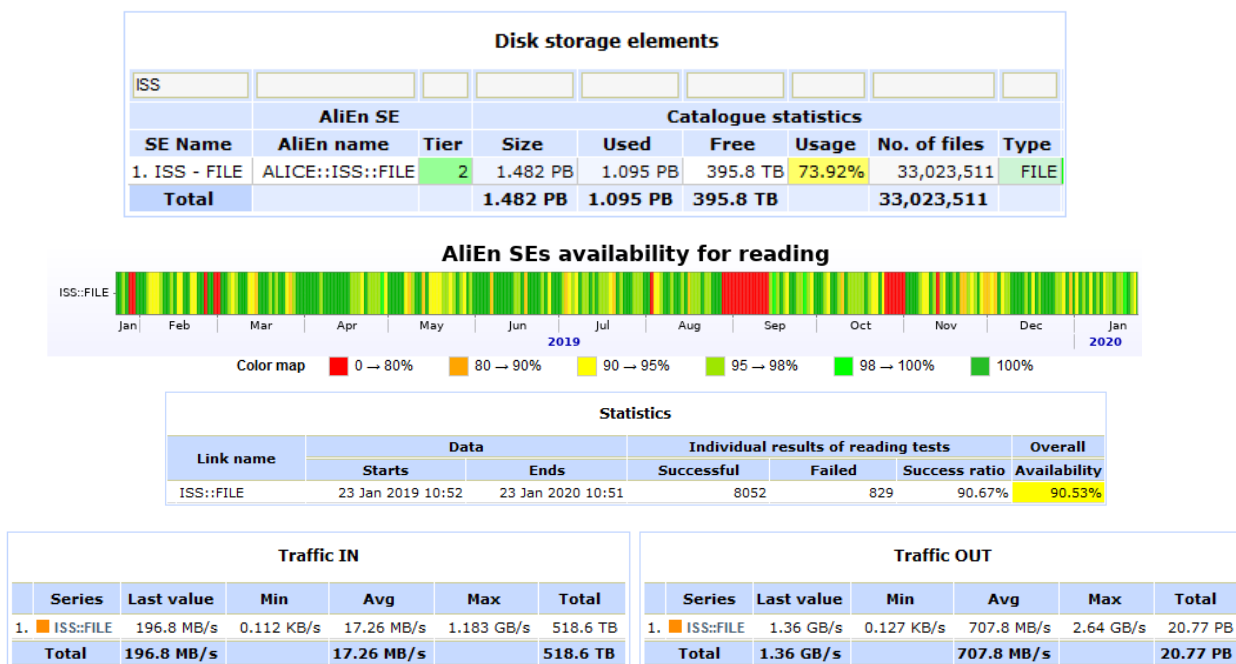 Disk storage elements
ISS
AliEn SE Catalogue statistics
SE Name AliEn name Tier Size Used Free Usage No. of files Type
1. ISS - FILE ALICE::ISS::FILE 2 1.482 PB 1.095 PB 395.8 TB 73.92% 33,023,511 FILE
Total 1.482 PB 1.095 PB 395.8 TB 33,023,511
AliEn SEs availability for reading
ISS::FILE
Jan Feb Mar Apr May Jun Jul Aug Sep Oct Nov Dec Jan
2019 2020
Color map 0 → 80% 80 → 90% 90 → 95% 95 → 98% 98 → 100% 100%
Statistics
Link name Data Individual results of reading tests Overall
Starts Ends Successful Failed Success ratio Availability
ISS::FILE 23 Jan 2019 10:52 23 Jan 2020 10:51 8052 829 90.67% 90.53%
Traffic IN
Series Last value Min Avg Max Total
1. ISS::FILE 196.8 MB/s 0.112 KB/s 17.26 MB/s 1.183 GB/s 518.6 TB
Total 196.8 MB/s 17.26 MB/s 518.6 TB
Traffic OUT
Series Last value Min Avg Max Total
1. ISS::FILE 1.36 GB/s 0.127 KB/s 707.8 MB/s 2.64 GB/s 20.77 PB
Total 1.36 GB/s 707.8 MB/s 20.77 PB